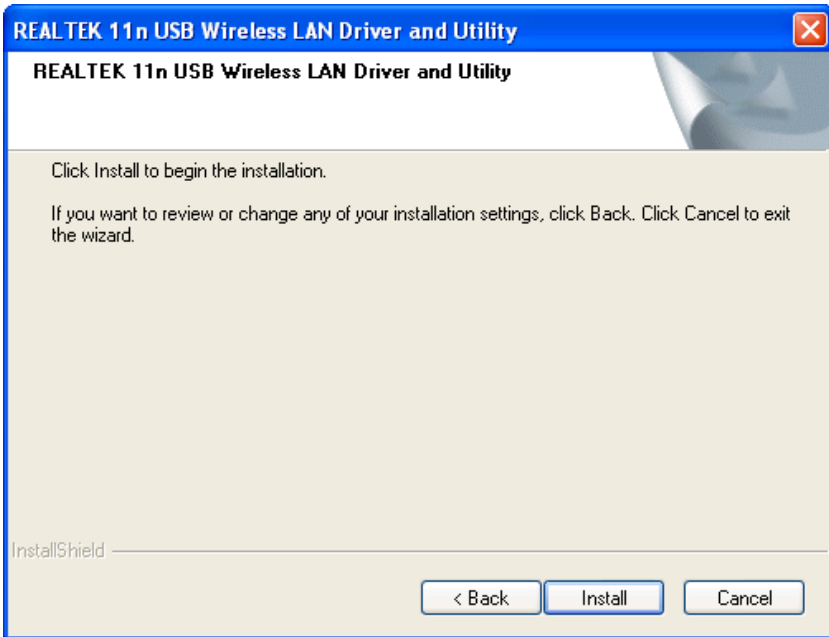 REALTEK 11n USB Wireless LAN Driver and Utility
REALTEK 11n USB Wireless LAN Driver and Utility
Click Install to begin the installation.
If you want to review or change any of your installation settings, click Back. Click Cancel to exit
the wizard.
InstallShield
< Back Install Cancel